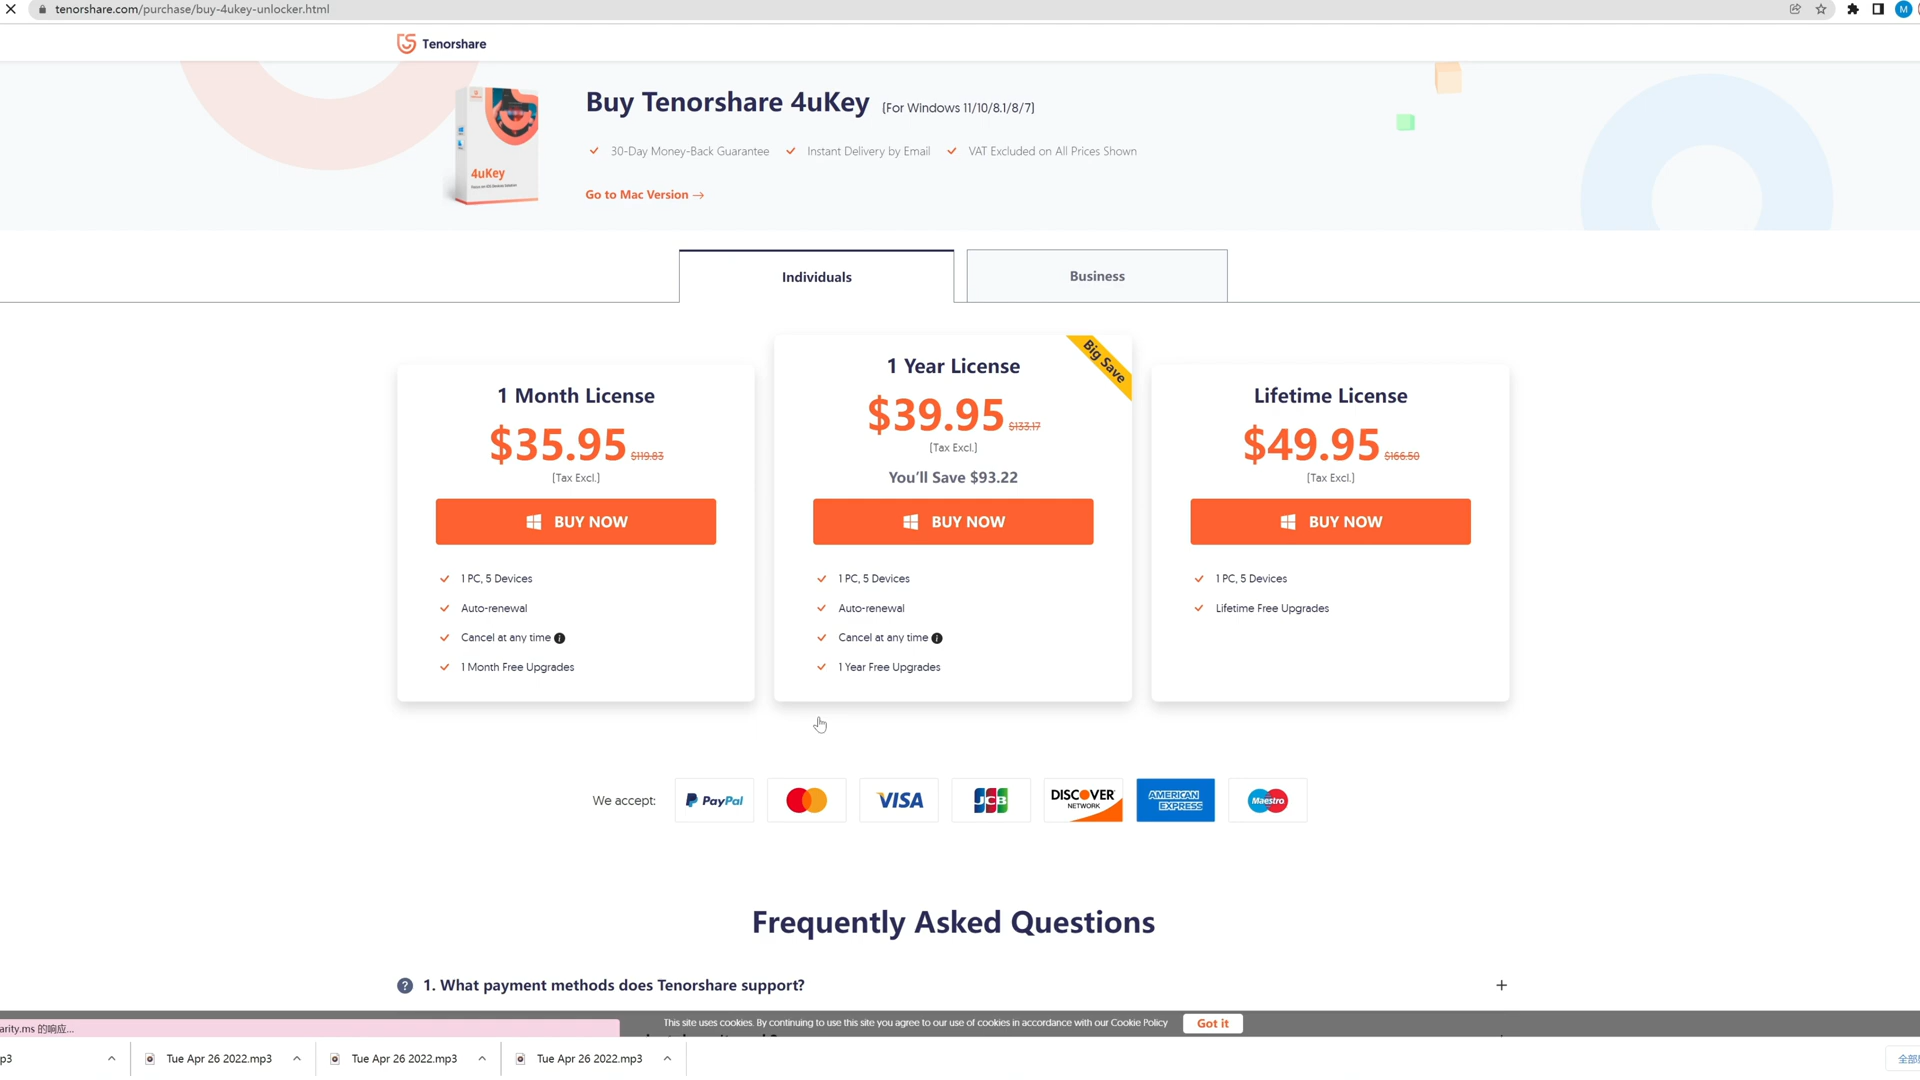 tenorshare.com/purchase/buy-4ukey-unlocker.html
M
Tenorshare
4uKey
Buy Tenorshare 4uKey (For Windows 11/10/8.1/8/7)
30-Day Money-Back Guarantee Instant Delivery by Email VAT Excluded on All Prices Shown
Go to Mac Version →
Individuals Business
1 Month License
$35.95 $119.83
(Tax Excl.)
BUY NOW
1 PC, 5 Devices
Auto-renewal
Cancel at any time
1 Month Free Upgrades
Big Save
1 Year License
$39.95 $133.17
(Tax Excl.)
You'll Save $93.22
BUY NOW
1 PC, 5 Devices
Auto-renewal
Cancel at any time
1 Year Free Upgrades
Lifetime License
$49.95 $166.50
(Tax Excl.)
BUY NOW
1 PC, 5 Devices
Lifetime Free Upgrades
We accept: PayPal VISA JCB DISCOVER NETWORK AMERICAN EXPRESS Maestro
Frequently Asked Questions
? 1. What payment methods does Tenorshare support? +
arity.ms 的响应...
This site uses cookies. By continuing to use this site you agree to our use of cookies in accordance with our Cookie Policy Got it
p3 Tue Apr 26 2022.mp3 Tue Apr 26 2022.mp3 Tue Apr 26 2022.mp3 全部